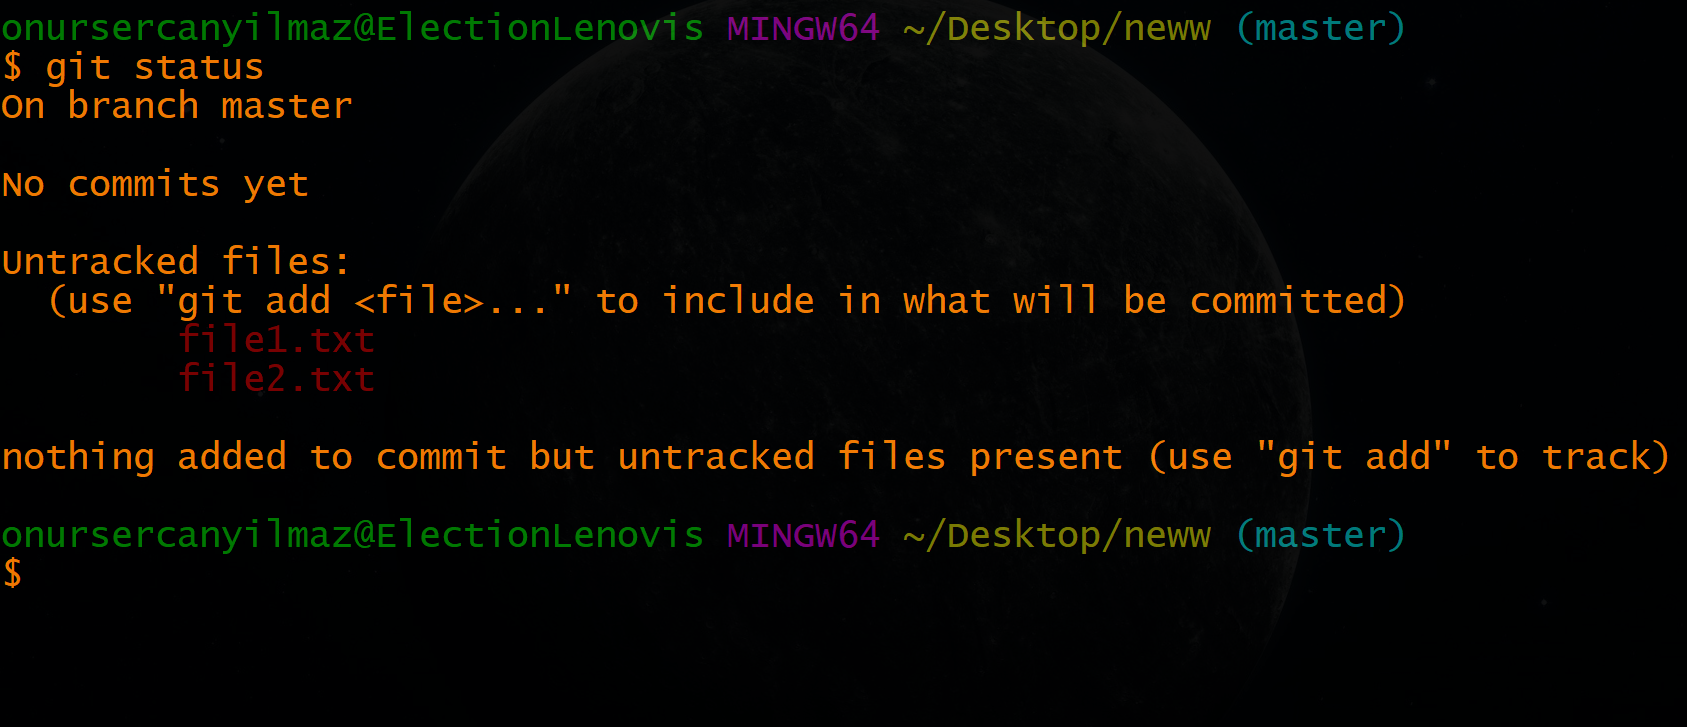 onursercanyilmaz@ElectionLenovis MINGW64 ~/Desktop/neww (master)
$ git status
On branch master
No commits yet
Untracked files:
  (use "git add <file>..." to include in what will be committed)
        file1.txt
        file2.txt
nothing added to commit but untracked files present (use "git add" to track)
onursercanyilmaz@ElectionLenovis MINGW64 ~/Desktop/neww (master)
$